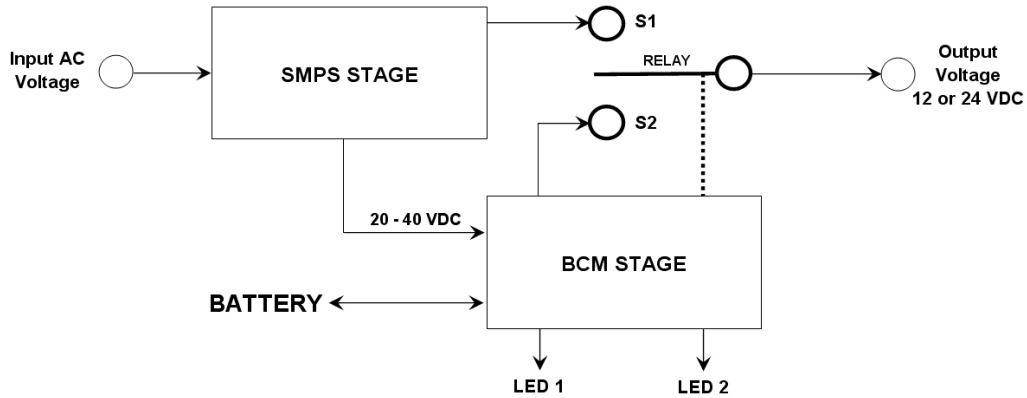 Input AC
Voltage
SMPS STAGE
S1
RELAY
Output
Voltage
12 or 24 VDC
S2
20 - 40 VDC
BCM STAGE
BATTERY
LED 1
LED 2